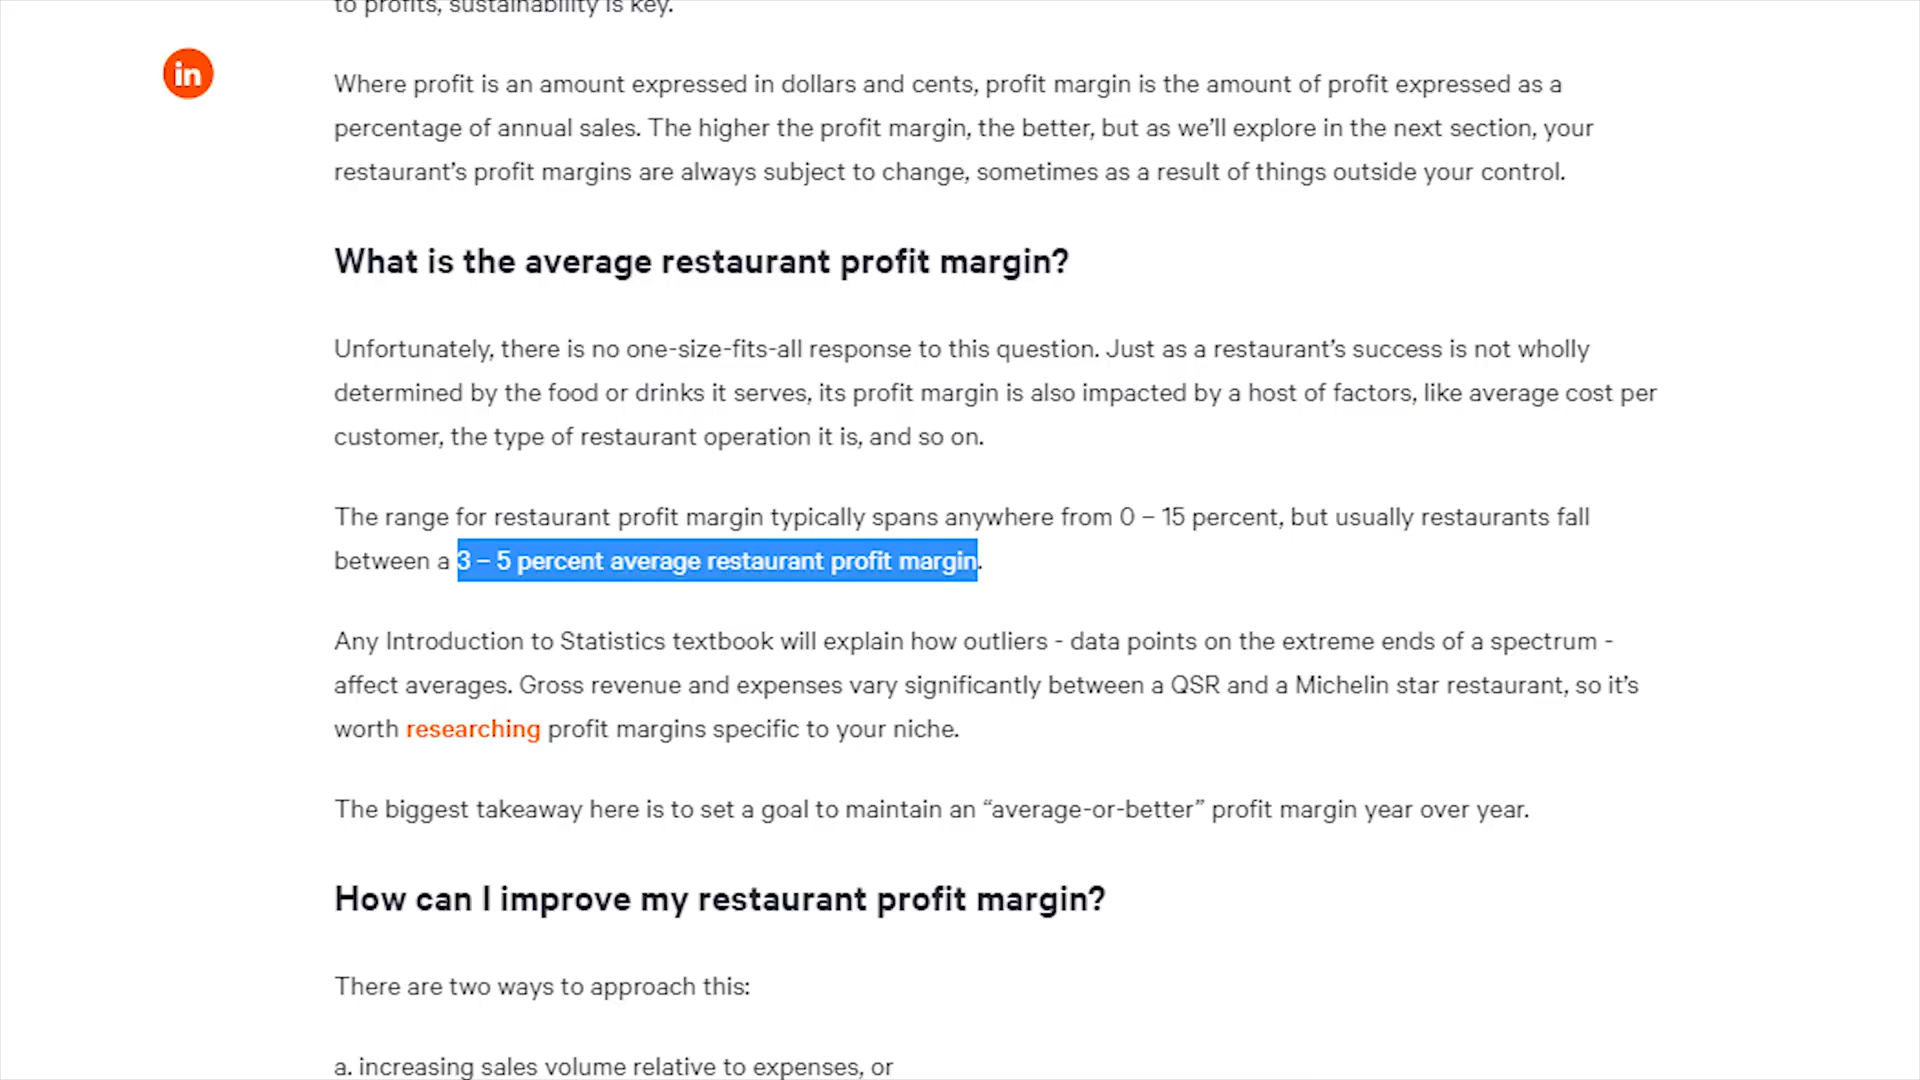 to profits, sustainability is key.
in
Where profit is an amount expressed in dollars and cents, profit margin is the amount of profit expressed as a
percentage of annual sales. The higher the profit margin, the better, but as we’ll explore in the next section, your
restaurant’s profit margins are always subject to change, sometimes as a result of things outside your control.
What is the average restaurant profit margin?
Unfortunately, there is no one-size-fits-all response to this question. Just as a restaurant’s success is not wholly
determined by the food or drinks it serves, its profit margin is also impacted by a host of factors, like average cost per
customer, the type of restaurant operation it is, and so on.
The range for restaurant profit margin typically spans anywhere from 0 – 15 percent, but usually restaurants fall
between a 3 – 5 percent average restaurant profit margin.
Any Introduction to Statistics textbook will explain how outliers - data points on the extreme ends of a spectrum -
affect averages. Gross revenue and expenses vary significantly between a QSR and a Michelin star restaurant, so it’s
worth researching profit margins specific to your niche.
The biggest takeaway here is to set a goal to maintain an “average-or-better” profit margin year over year.
How can I improve my restaurant profit margin?
There are two ways to approach this:
a. increasing sales volume relative to expenses, or